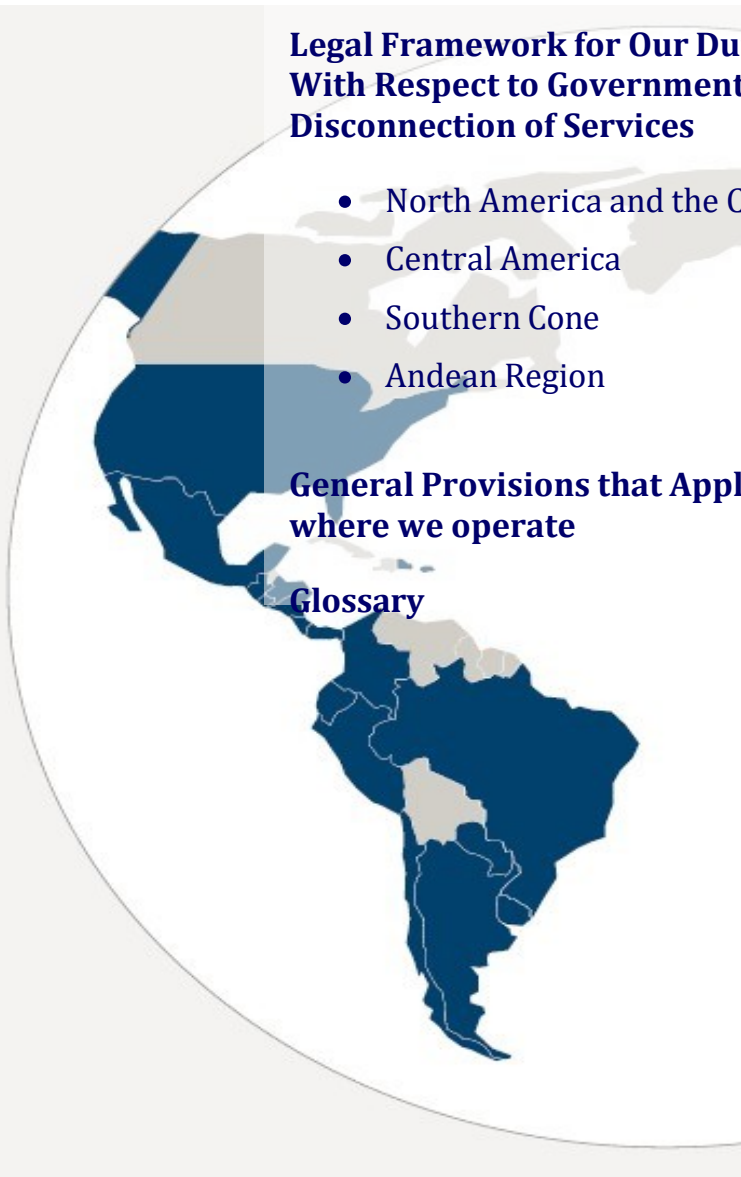 Legal Framework for Our Du
With Respect to Government
Disconnection of Services
• North America and the C
• Central America
• Southern Cone
• Andean Region
General Provisions that Appl
where we operate
Glossary